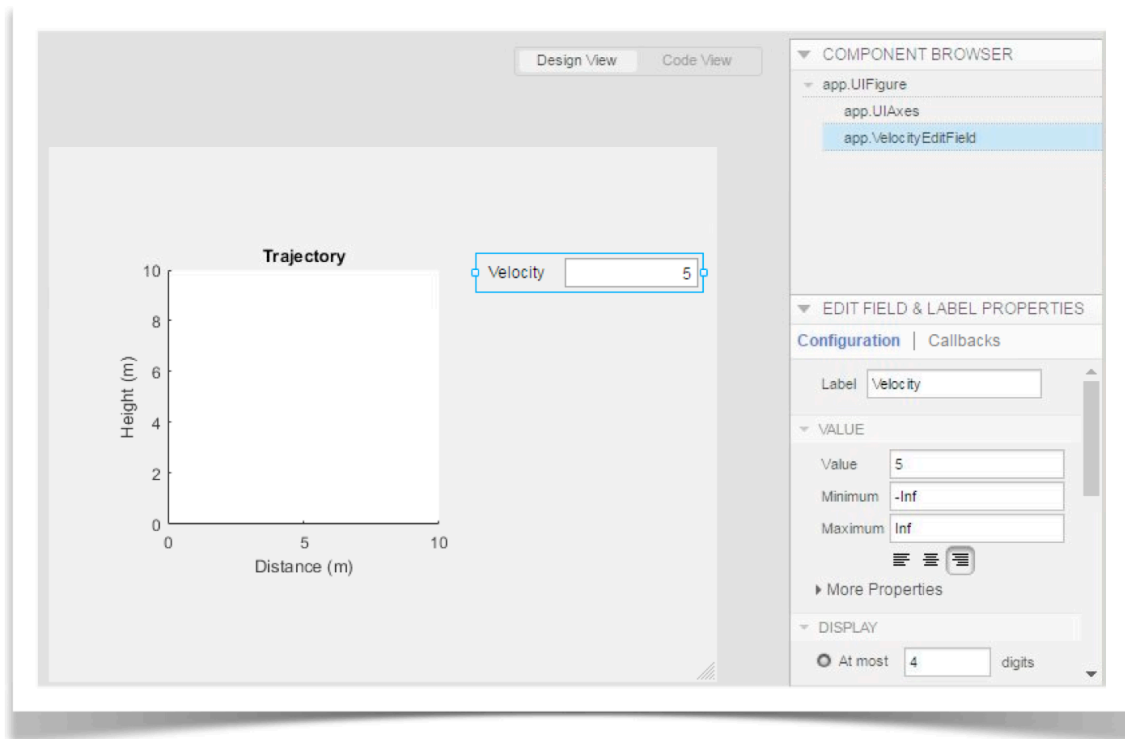 Design View Code View
COMPONENT BROWSER
app.UIFigure
app.UIAxes
app.VelocityEditField
Trajectory
10
8
6
4
2
0
Height (m)
0 5 10
Distance (m)
Velocity 5
EDIT FIELD & LABEL PROPERTIES
Configuration | Callbacks
Label Velocity
VALUE
Value 5
Minimum -Inf
Maximum Inf
More Properties
DISPLAY
At most 4 digits